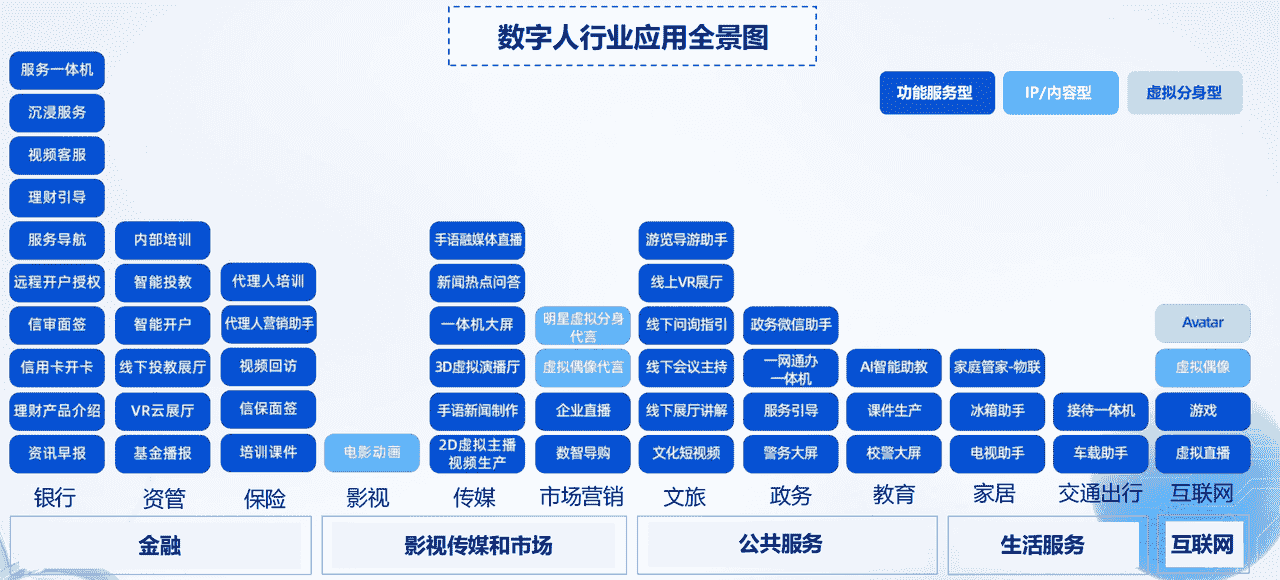 数字人行业应用全景图
功能服务型
IP/内容型
虚拟分身型
服务一体机
沉浸服务
视频客服
理财引导
服务导航
远程开户授权
信审面签
信用卡开卡
理财产品介绍
资讯早报
银行
内部培训
智能投教
智能开户
线下投教展厅
VR云展厅
基金播报
资管
代理人培训
代理人营销助手
视频回访
信保面签
培训课件
保险
电影动画
影视
手语融媒体直播
新闻热点问答
一体机大屏
3D虚拟演播厅
手语新闻制作
2D虚拟主播
视频生产
传媒
明星虚拟分身
代言
虚拟偶像代言
企业直播
数智导购
市场营销
游览导游助手
线上VR展厅
线下问询指引
线下会议主持
线下展厅讲解
文化短视频
文旅
政务微信助手
一网通办
一体机
服务引导
警务大屏
政务
AI智能助教
课件生产
校警大屏
教育
家庭管家-物联
冰箱助手
电视助手
家居
接待一体机
车载助手
交通出行
Avatar
虚拟偶像
游戏
虚拟直播
互联网
金融
影视传媒和市场
公共服务
生活服务
互联网